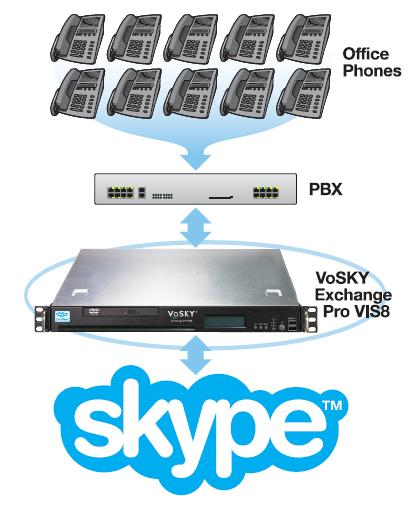 Office
Phones
PBX
VoSKY
Exchange
Pro VIS8
VoSKY
skype™